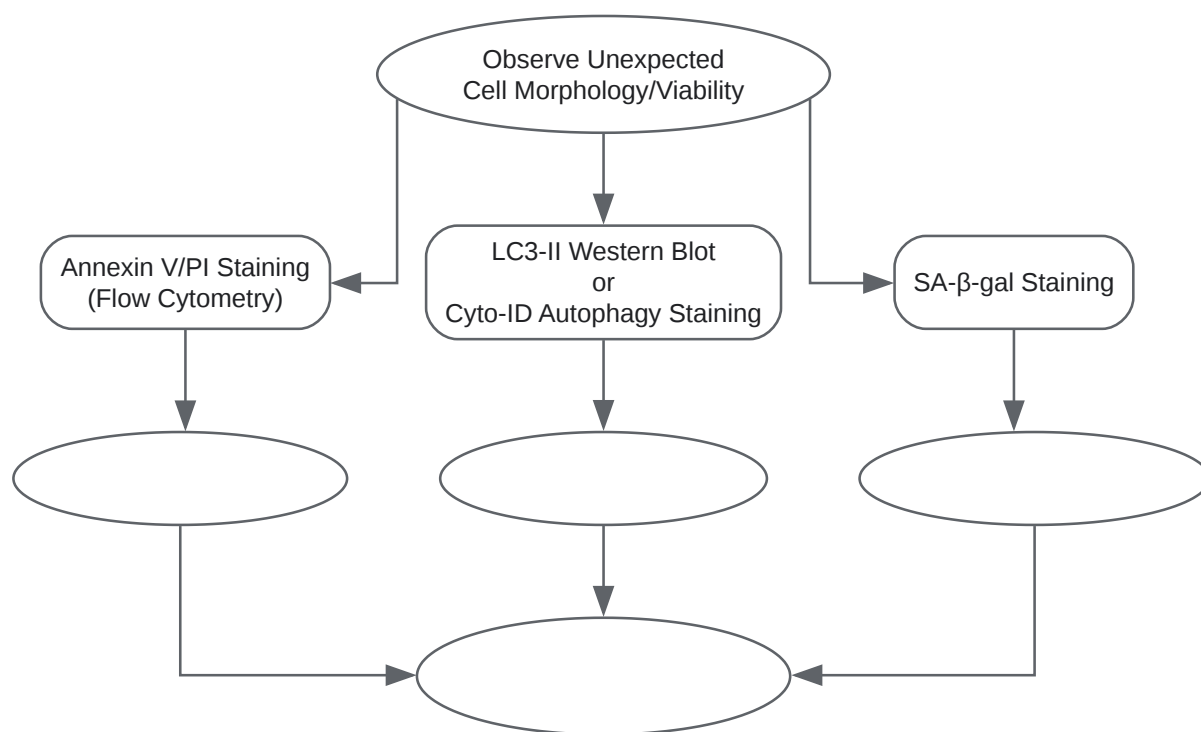 Observe Unexpected
Cell Morphology/Viability
Annexin V/PI Staining
(Flow Cytometry)
LC3-II Western Blot
or
Cyto-ID Autophagy Staining
SA-β-gal Staining